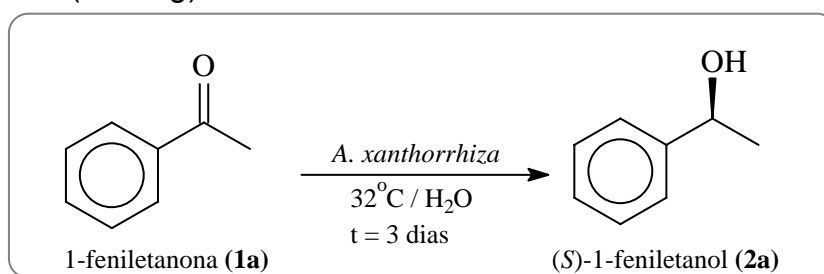 O
OH
A. xanthorrhiza
32°C / H₂O
t = 3 dias
1-feniletanona (1a)
(S)-1-feniletanol (2a)